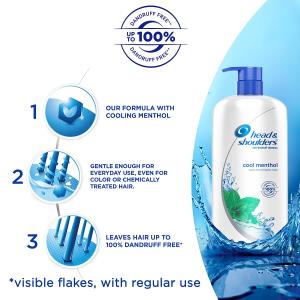 DANDRUFF FREE*
UP TO 100%
DANDRUFF FREE*
1
OUR FORMULA WITH
COOLING MENTHOL
2
GENTLE ENOUGH FOR
EVERYDAY USE, EVEN FOR
COLOR OR CHEMICALLY
TREATED HAIR.
3
LEAVES HAIR UP TO
100% DANDRUFF FREE*
*visible flakes, with regular use
head&
shoulders
cool menthol